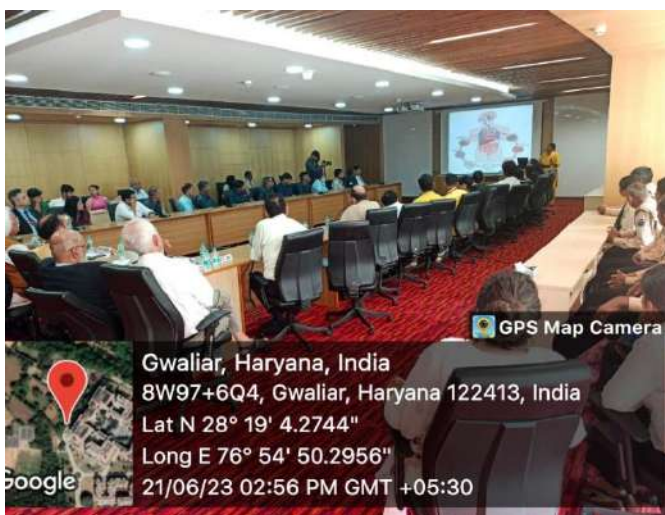 GPS Map Camera
Gwaliar, Haryana, India
8W97+6Q4, Gwaliar, Haryana 122413, India
Lat N 28° 19' 4.2744"
Long E 76° 54' 50.2956"
21/06/23 02:56 PM GMT +05:30
Google